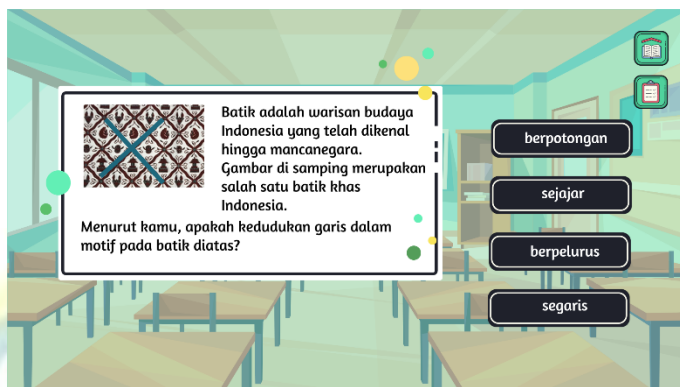 Batik adalah warisan budaya
Indonesia yang telah dikenal
hingga mancanegara.
Gambar di samping merupakan
salah satu batik khas
Indonesia.
Menurut kamu, apakah kedudukan garis dalam
motif pada batik diatas?
berpotongan
sejajar
berpelurus
segaris